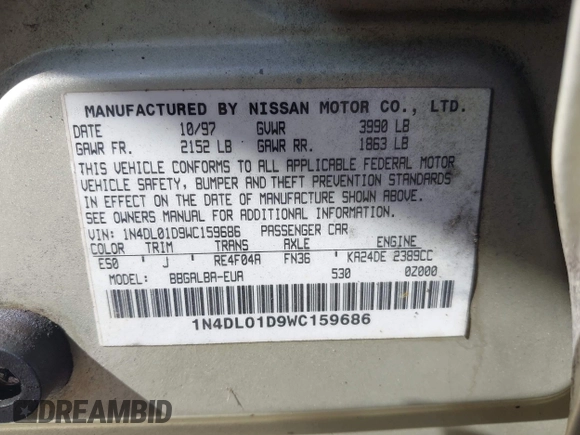 MANUFACTURED BY NISSAN MOTOR CO., LTD.
DATE 10/97 GVWR 3990 LB
GAWR FR. 2152 LB GAWR RR. 1863 LB
THIS VEHICLE CONFORMS TO ALL APPLICABLE FEDERAL MOTOR
VEHICLE SAFETY, BUMPER AND THEFT PREVENTION STANDARDS
IN EFFECT ON THE DATE OF MANUFACTURE SHOWN ABOVE.
SEE OWNERS MANUAL FOR ADDITIONAL INFORMATION.
VIN: 1N4DL01D9WC159686 PASSENGER CAR
COLOR TRIM TRANS AXLE ENGINE
ES0 J RE4F04A FN36 KA24DE 2389CC
MODEL: BBGALBA-EUA 530 0Z000
1N4DL01D9WC159686
DREAMBID